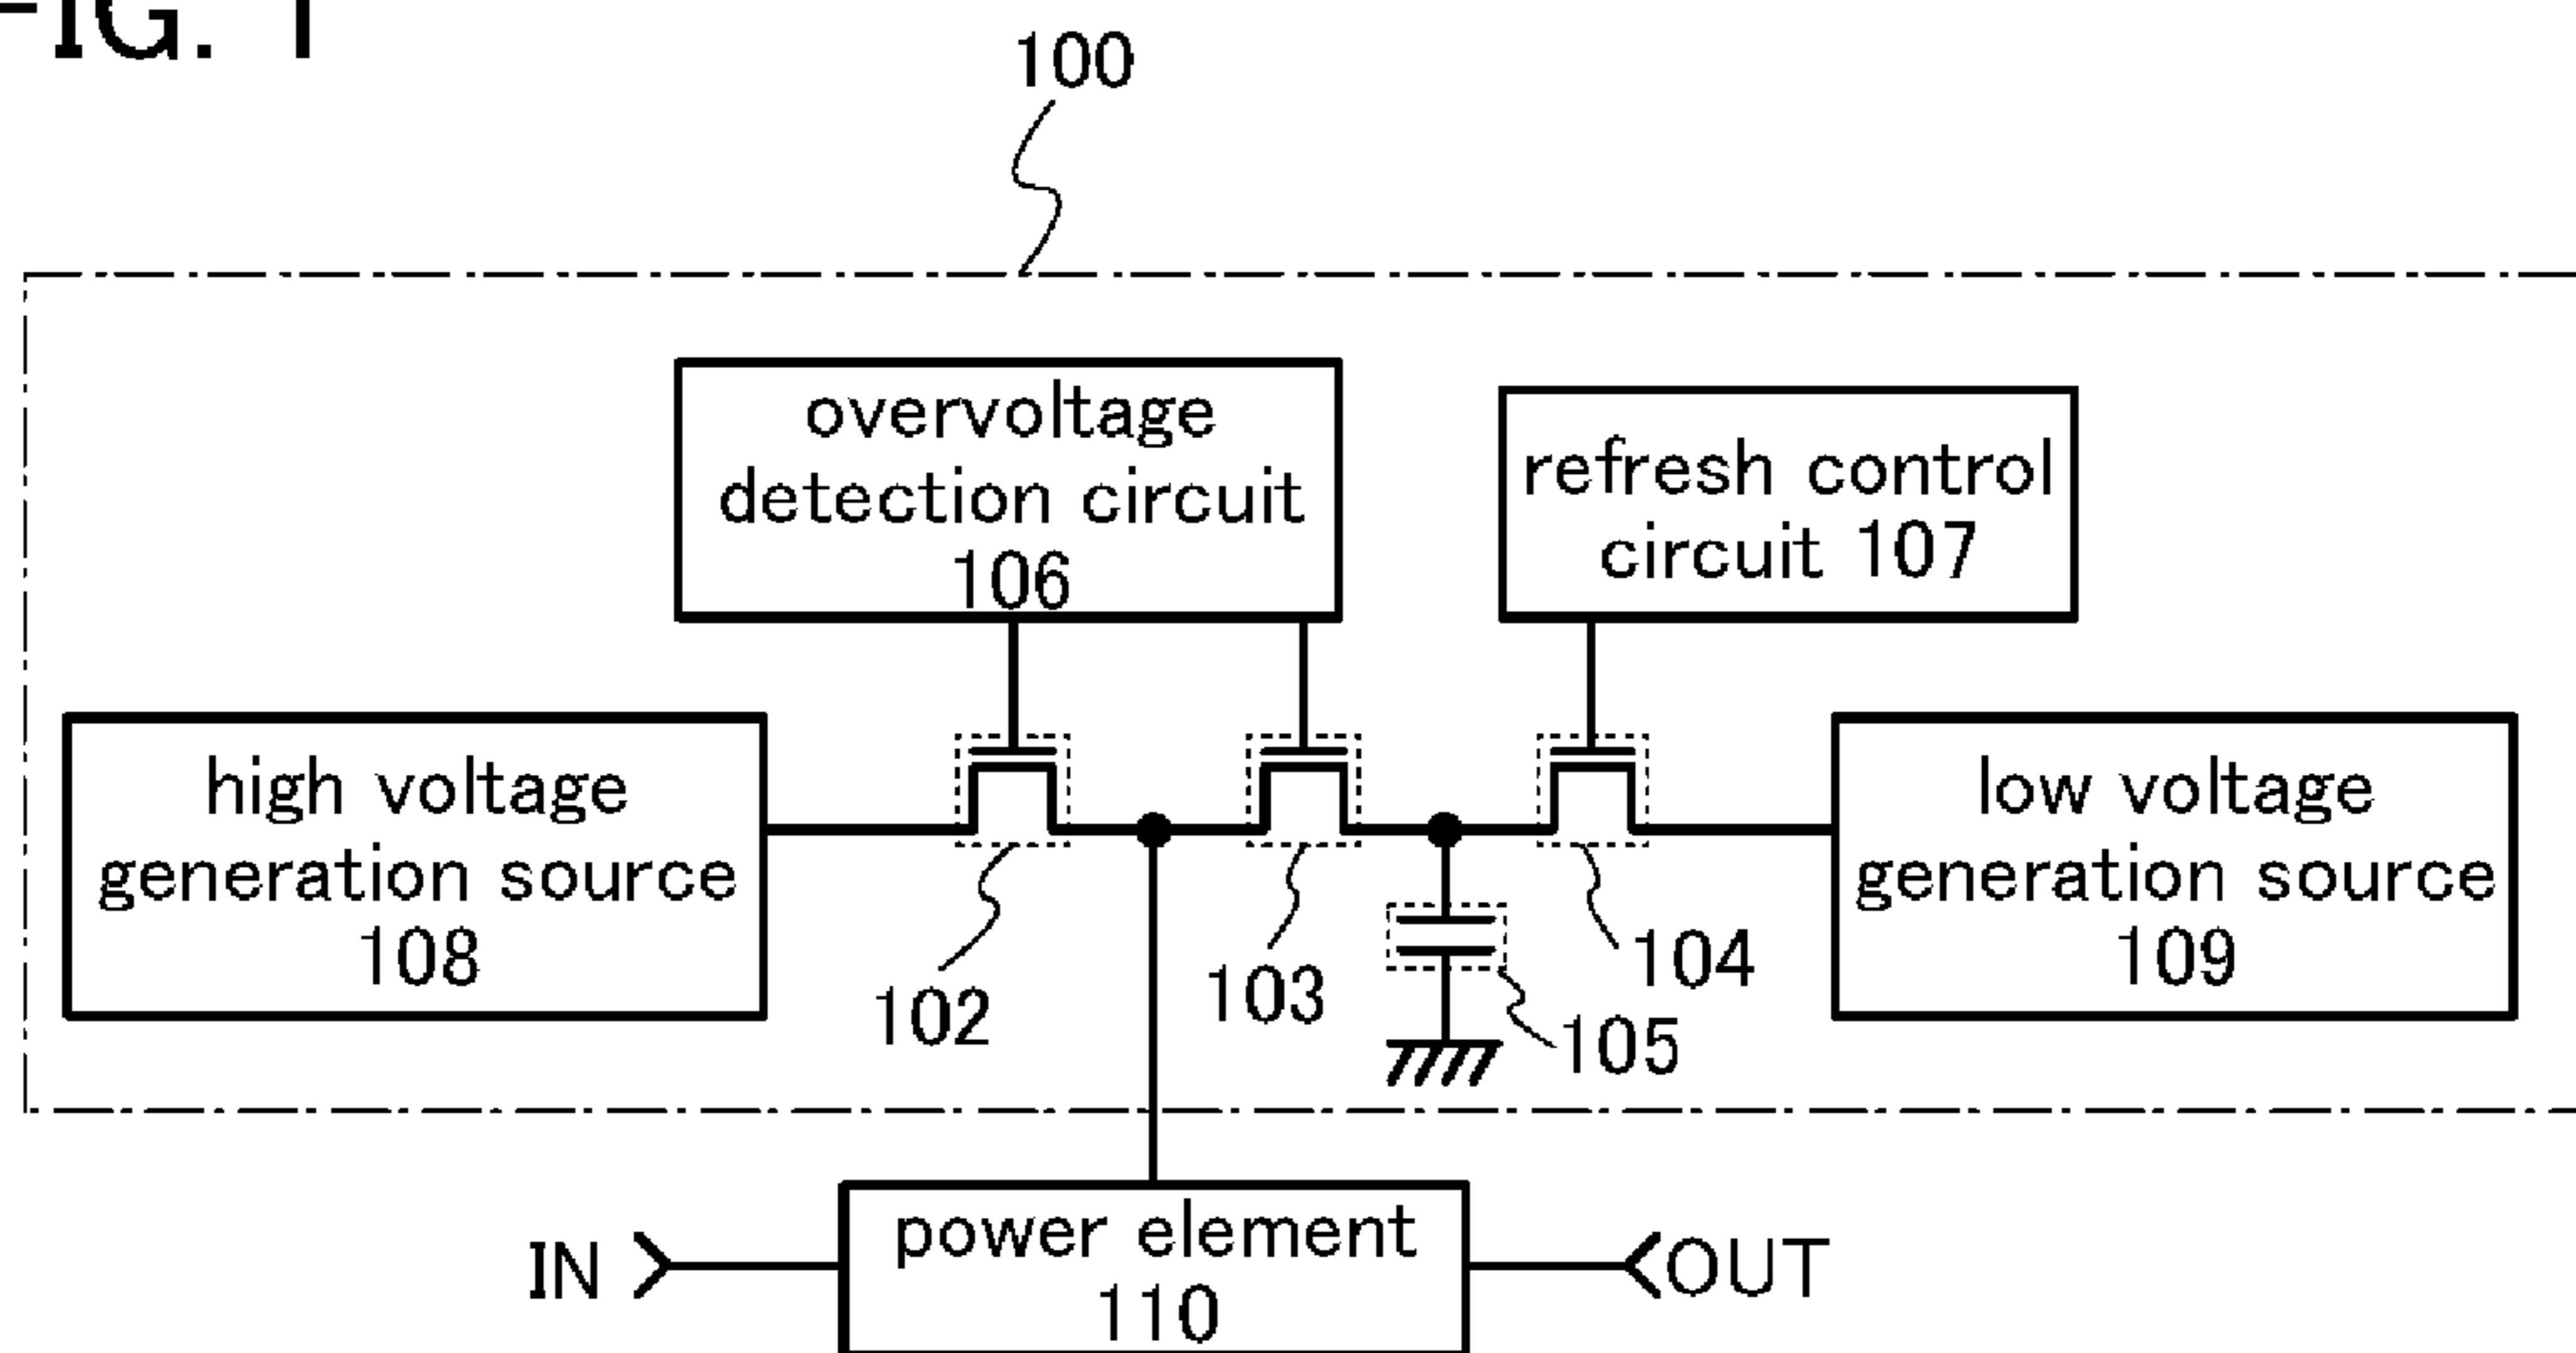 FIG. 1
100
overvoltage
detection circuit
106
refresh control
circuit 107
high voltage
generation source
108
low voltage
generation source
109
102
103
104
105
IN
power element
110
OUT